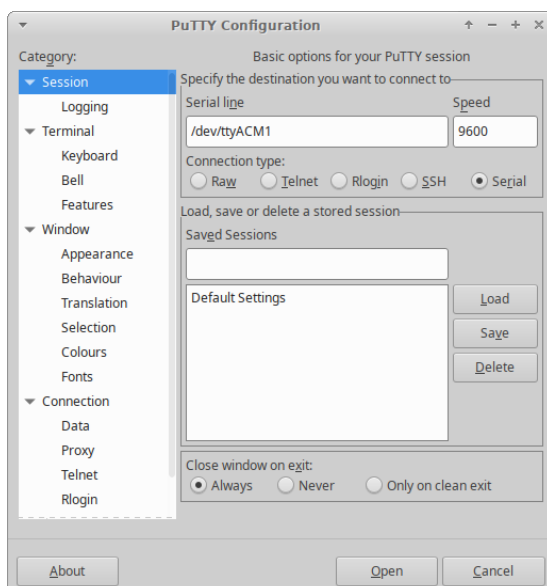 PuTTY Configuration
Category:
Session
Logging
Terminal
Keyboard
Bell
Features
Window
Appearance
Behaviour
Translation
Selection
Colours
Fonts
Connection
Data
Proxy
Telnet
Rlogin
Basic options for your PuTTY session
Specify the destination you want to connect to
Serial line Speed
/dev/ttyACM1 9600
Connection type:
Raw Telnet Rlogin SSH Serial
Load, save or delete a stored session
Saved Sessions
Default Settings
Load
Save
Delete
Close window on exit:
Always Never Only on clean exit
About Open Cancel